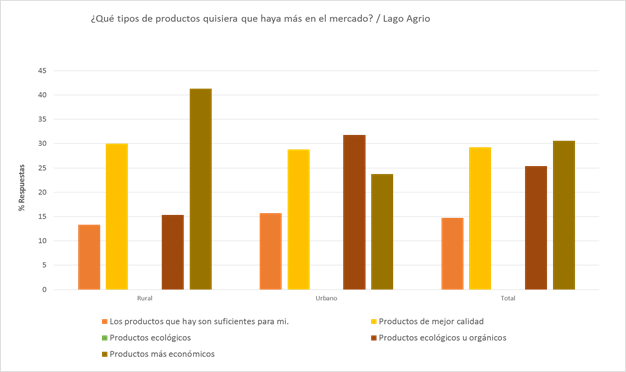 ¿Qué tipos de productos quisiera que haya más en el mercado? / Lago Agrio
45
40
35
30
25
20
15
10
5
0
% Respuestas
Rural Urbano Total
Los productos que hay son suficientes para mi. Productos de mejor calidad
Productos ecológicos Productos ecológicos u orgánicos
Productos más económicos